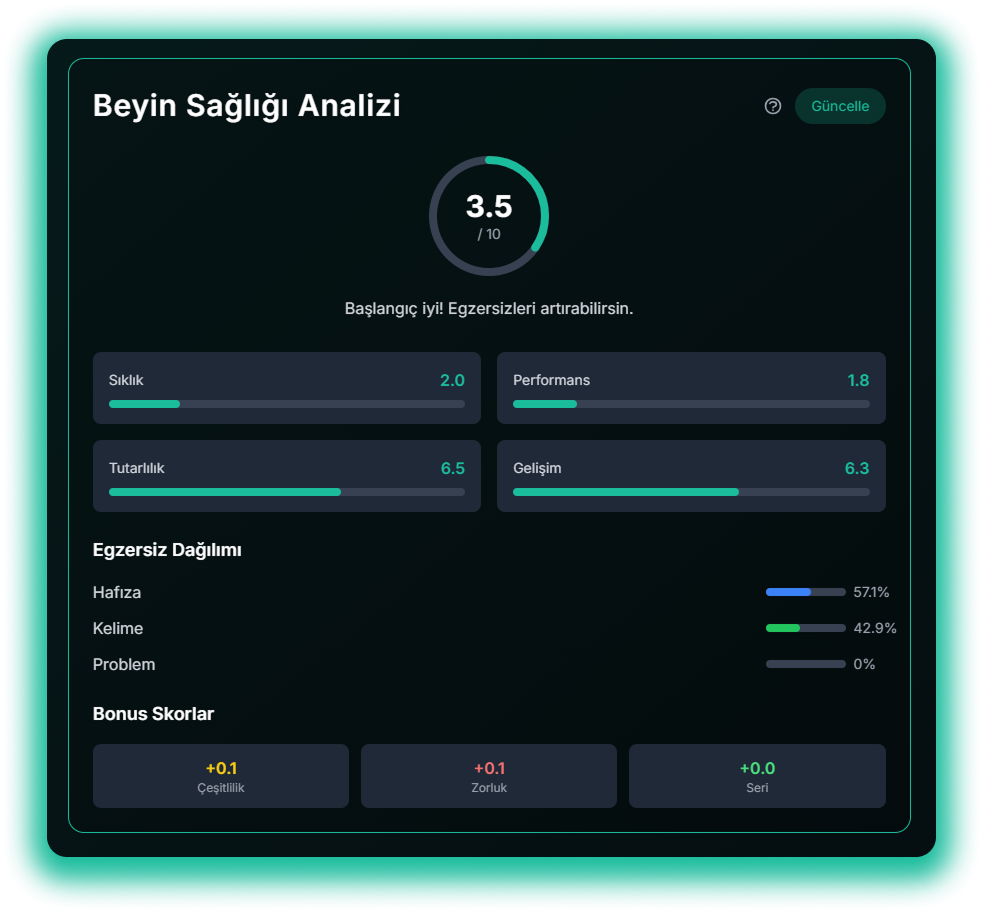 Beyin Sağlığı Analizi
Güncelle
3.5
/ 10
Başlangıç iyi! Egzersizleri artırabilirsin.
Sıklık 2.0
Performans 1.8
Tutarlılık 6.5
Gelişim 6.3
Egzersiz Dağılımı
Hafıza 57.1%
Kelime 42.9%
Problem 0%
Bonus Skorlar
+0.1
Çeşitlilik
+0.1
Zorluk
+0.0
Seri